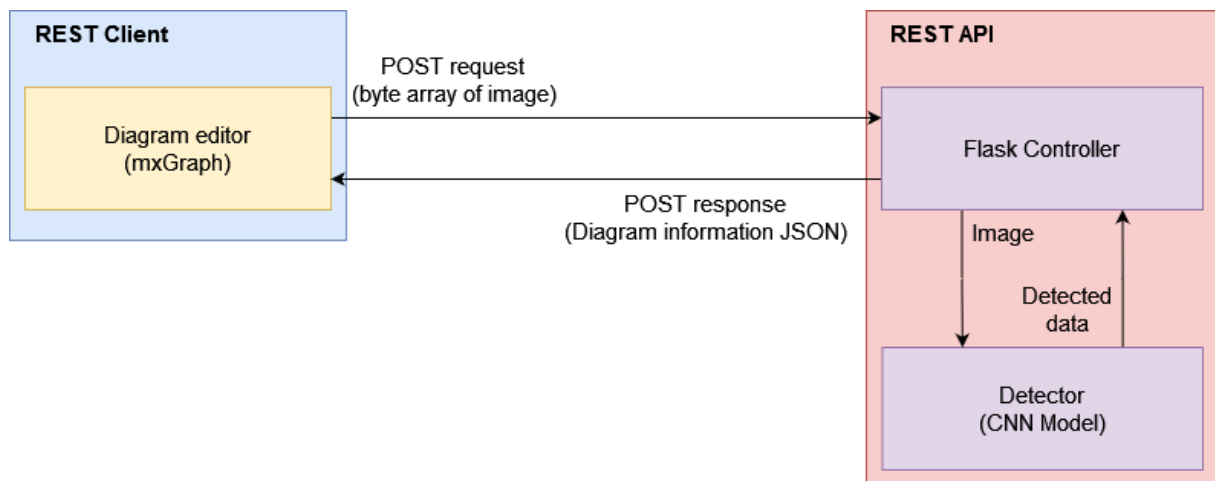 REST Client
Diagram editor
(mxGraph)
POST request
(byte array of image)
POST response
(Diagram information JSON)
REST API
Flask Controller
Image
Detected
data
Detector
(CNN Model)